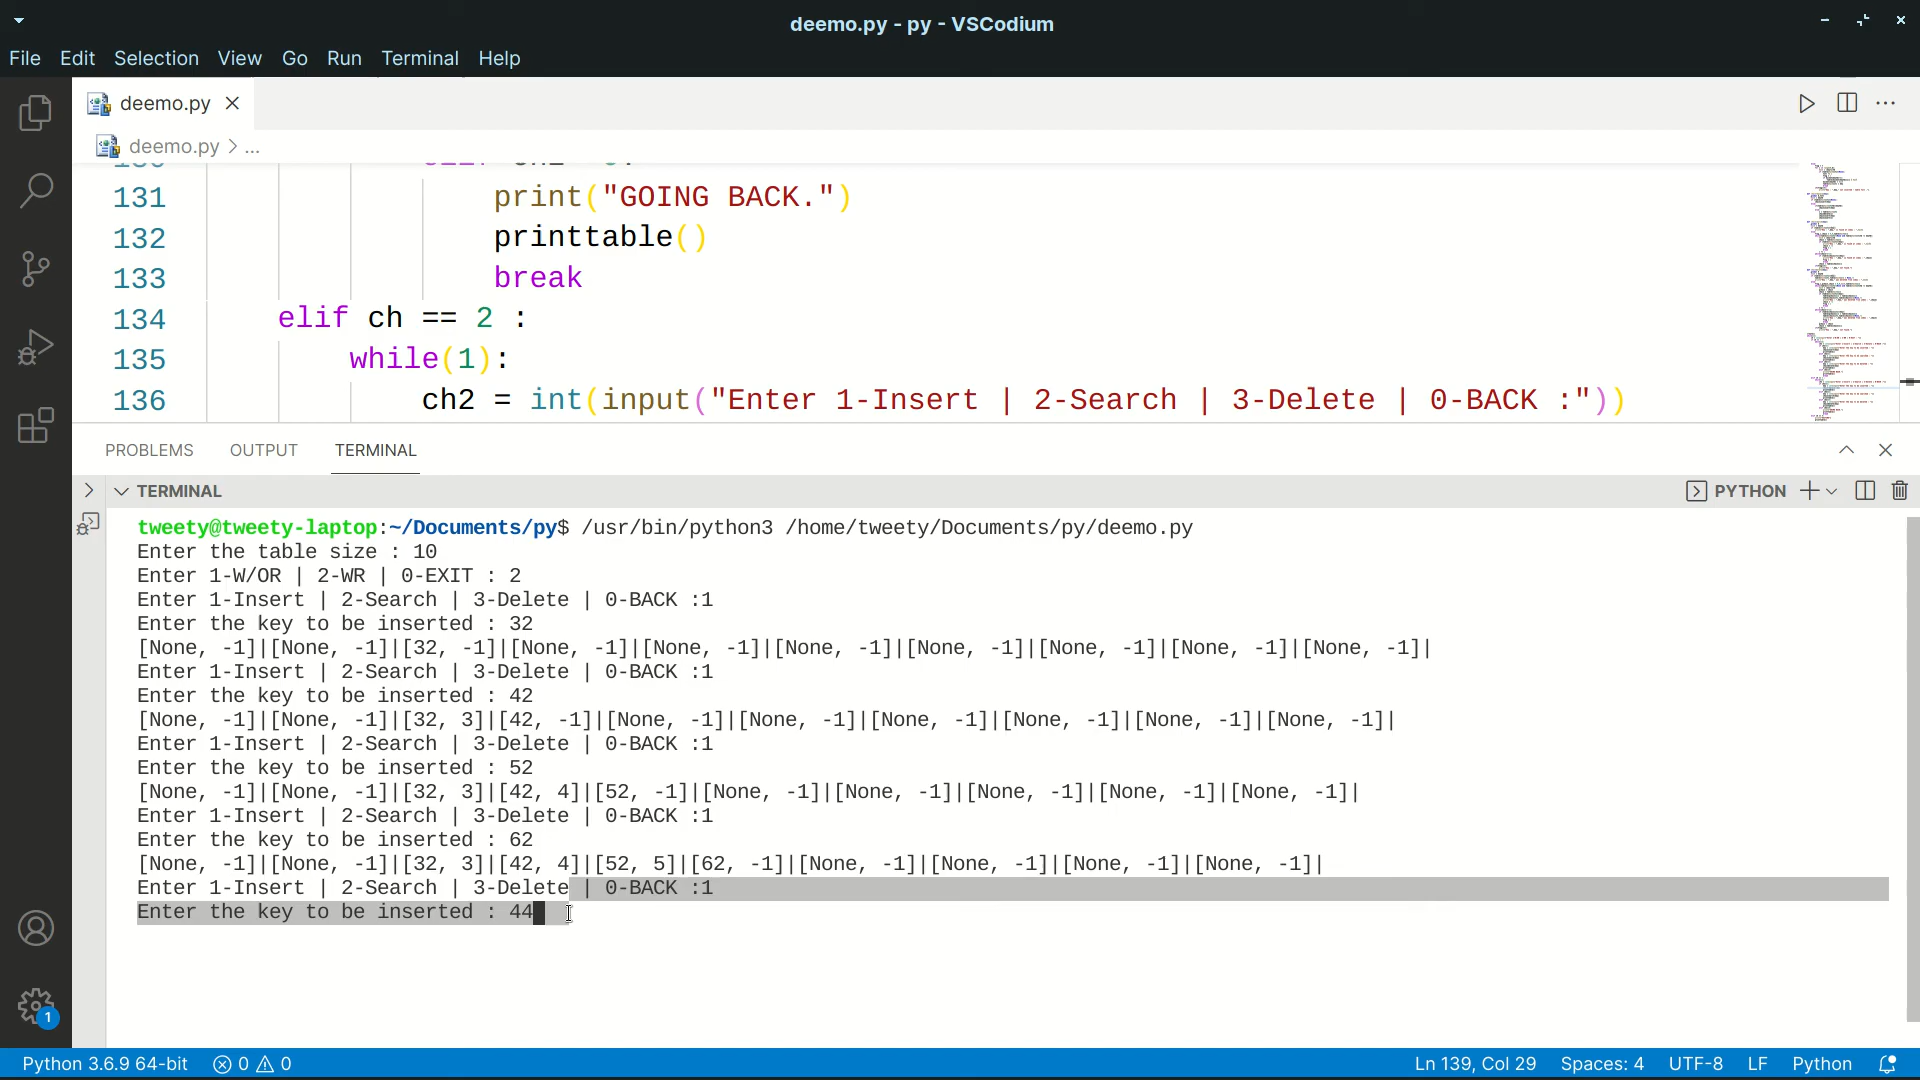 deemo.py - py - VSCodium
File Edit Selection View Go Run Terminal Help
deemo.py
deemo.py > ...
131 print("GOING BACK.")
132 printtable()
133 break
134 elif ch == 2 :
135 while(1):
136 ch2 = int(input("Enter 1-Insert | 2-Search | 3-Delete | 0-BACK :"))
PROBLEMS OUTPUT TERMINAL
TERMINAL PYTHON
tweety@tweety-laptop:~/Documents/py$ /usr/bin/python3 /home/tweety/Documents/py/deemo.py
Enter the table size : 10
Enter 1-W/OR | 2-WR | 0-EXIT : 2
Enter 1-Insert | 2-Search | 3-Delete | 0-BACK :1
Enter the key to be inserted : 32
[None, -1]|[None, -1]|[32, -1]|[None, -1]|[None, -1]|[None, -1]|[None, -1]|[None, -1]|[None, -1]|[None, -1]|
Enter 1-Insert | 2-Search | 3-Delete | 0-BACK :1
Enter the key to be inserted : 42
[None, -1]|[None, -1]|[32, 3]|[42, -1]|[None, -1]|[None, -1]|[None, -1]|[None, -1]|[None, -1]|[None, -1]|
Enter 1-Insert | 2-Search | 3-Delete | 0-BACK :1
Enter the key to be inserted : 52
[None, -1]|[None, -1]|[32, 3]|[42, 4]|[52, -1]|[None, -1]|[None, -1]|[None, -1]|[None, -1]|[None, -1]|
Enter 1-Insert | 2-Search | 3-Delete | 0-BACK :1
Enter the key to be inserted : 62
[None, -1]|[None, -1]|[32, 3]|[42, 4]|[52, 5]|[62, -1]|[None, -1]|[None, -1]|[None, -1]|[None, -1]|
Enter 1-Insert | 2-Search | 3-Delete | 0-BACK :1
Enter the key to be inserted : 44
1
Python 3.6.9 64-bit 0 0 Ln 139, Col 29 Spaces: 4 UTF-8 LF Python